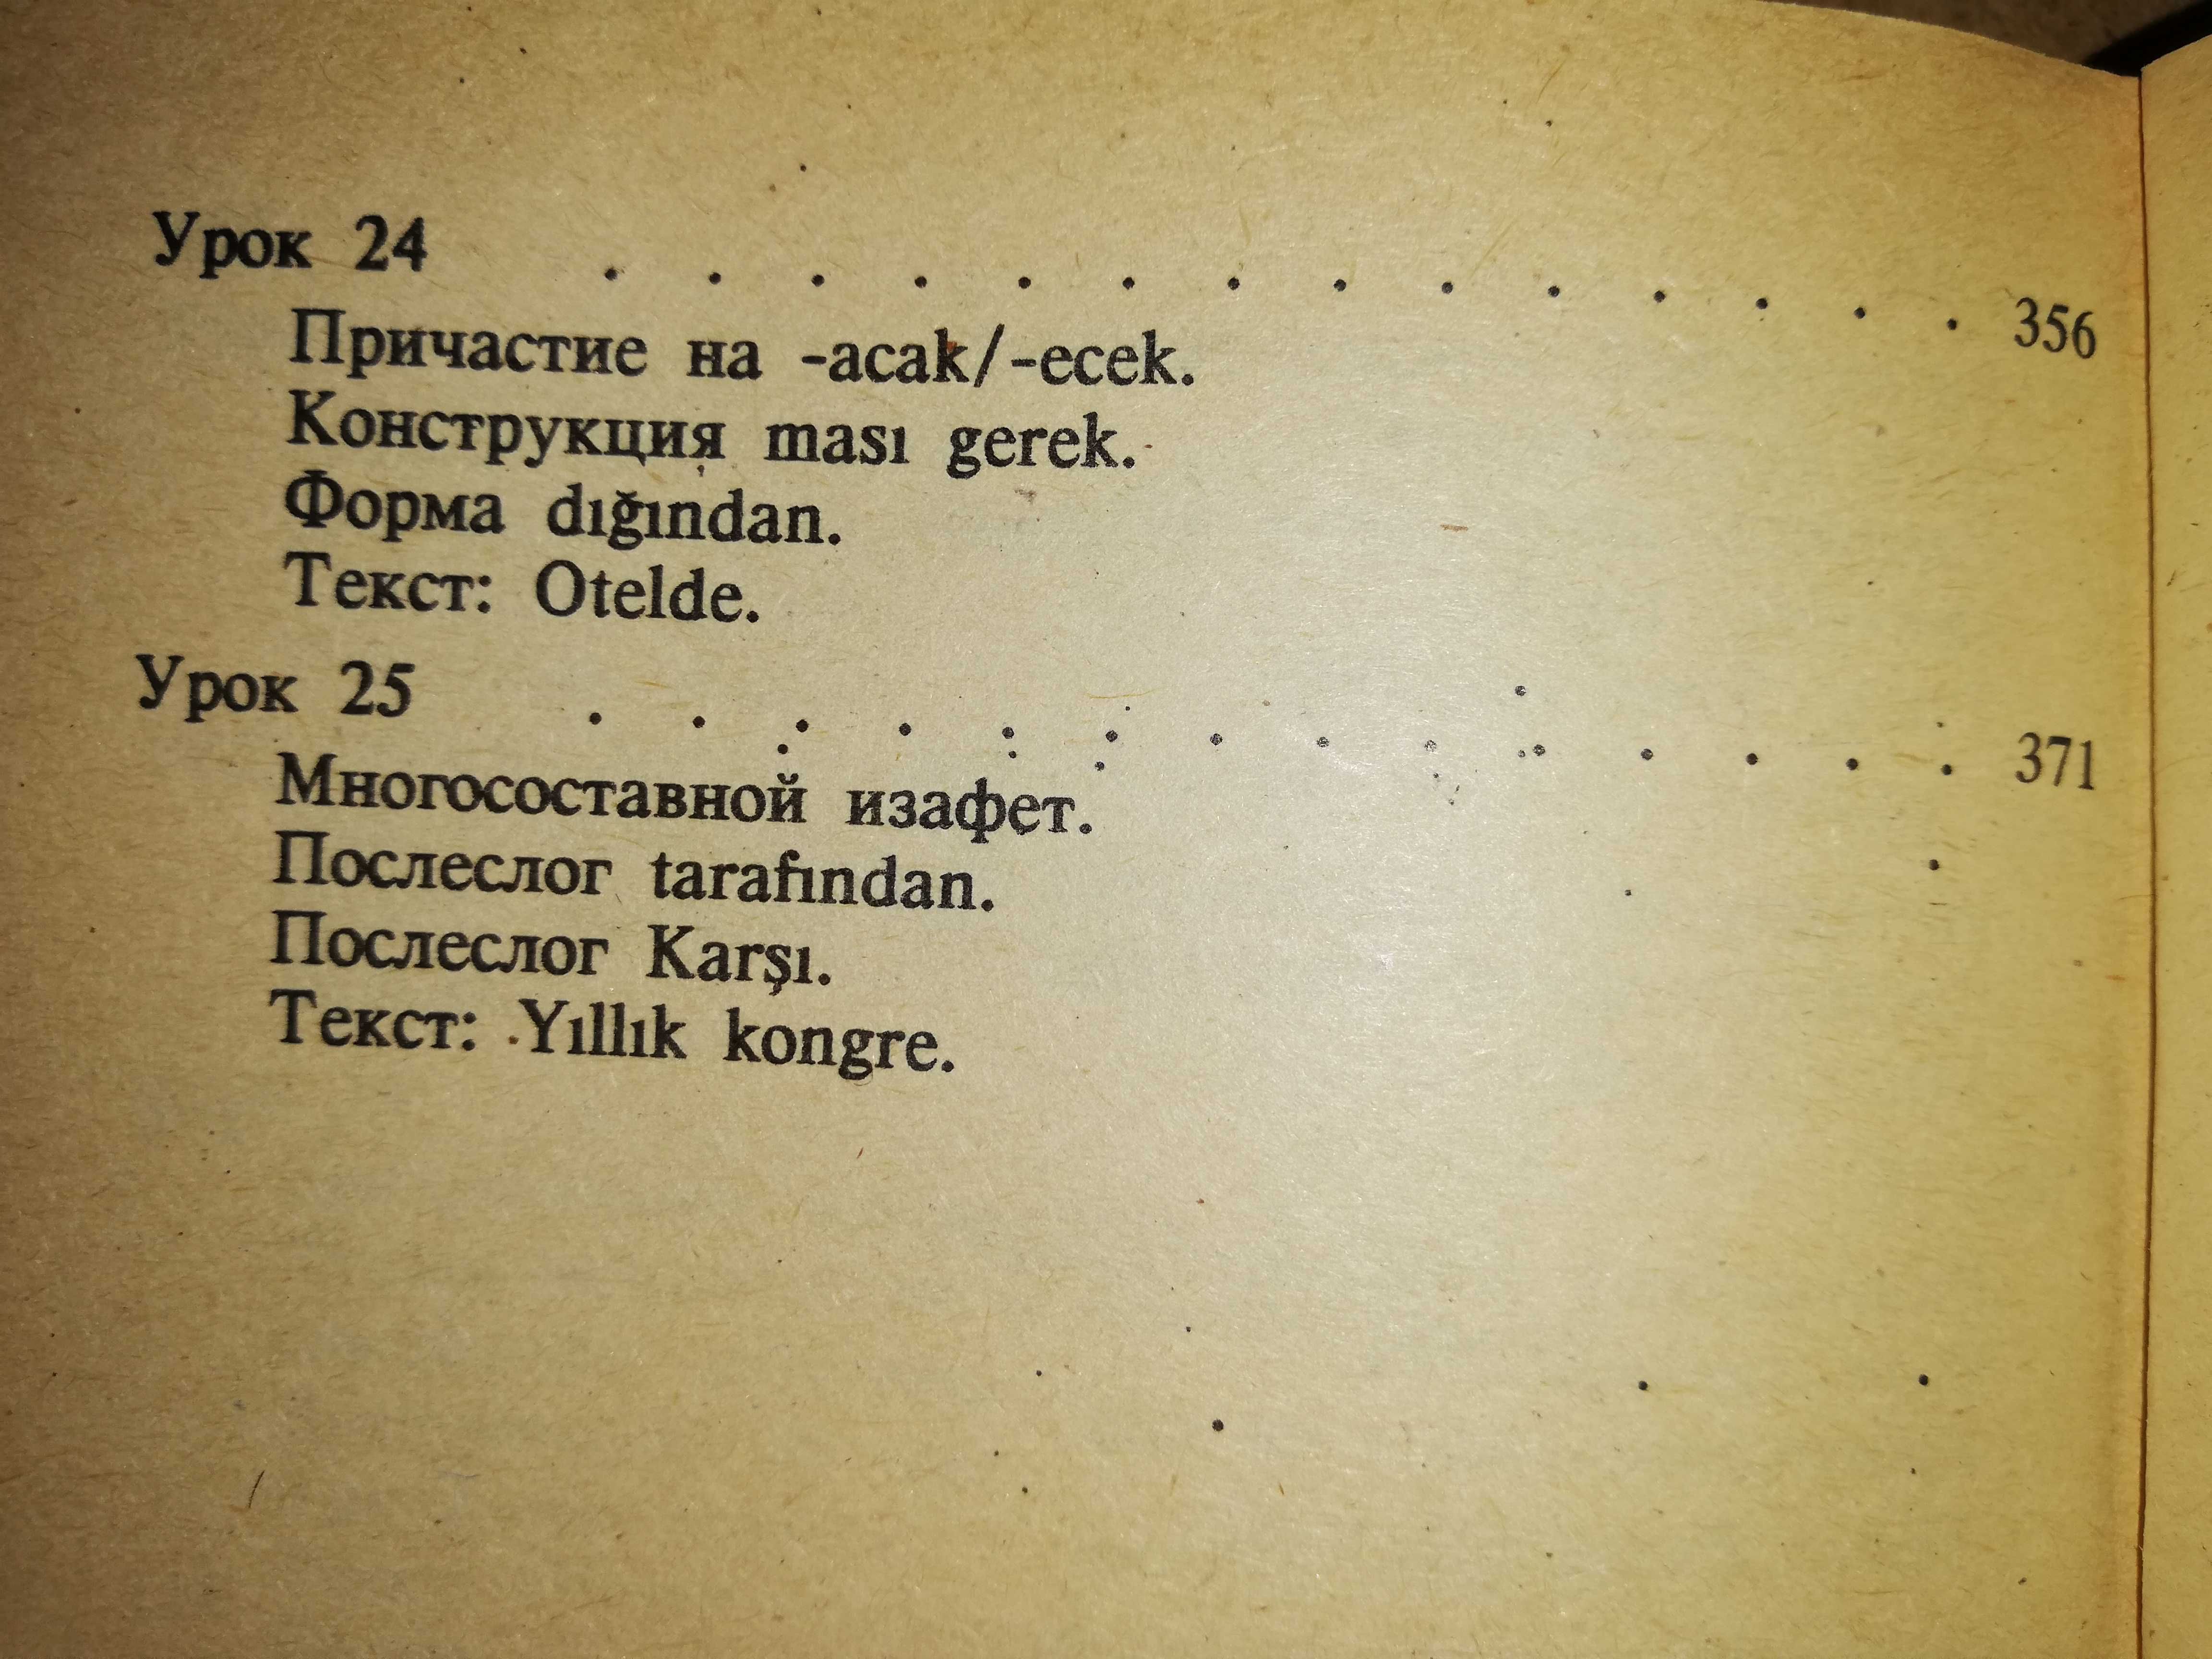 Урок 24 . . . . . . . . . . . . . . 356
Причастие на -acak/-ecek.
Конструкция ması gerek.
Форма dığından.
Текст: Otelde.
Урок 25 . . . . . . . . . . . . . . 371
Многосоставной изафет.
Послеслог tarafından.
Послеслог Karşı.
Текст: Yıllık kongre.